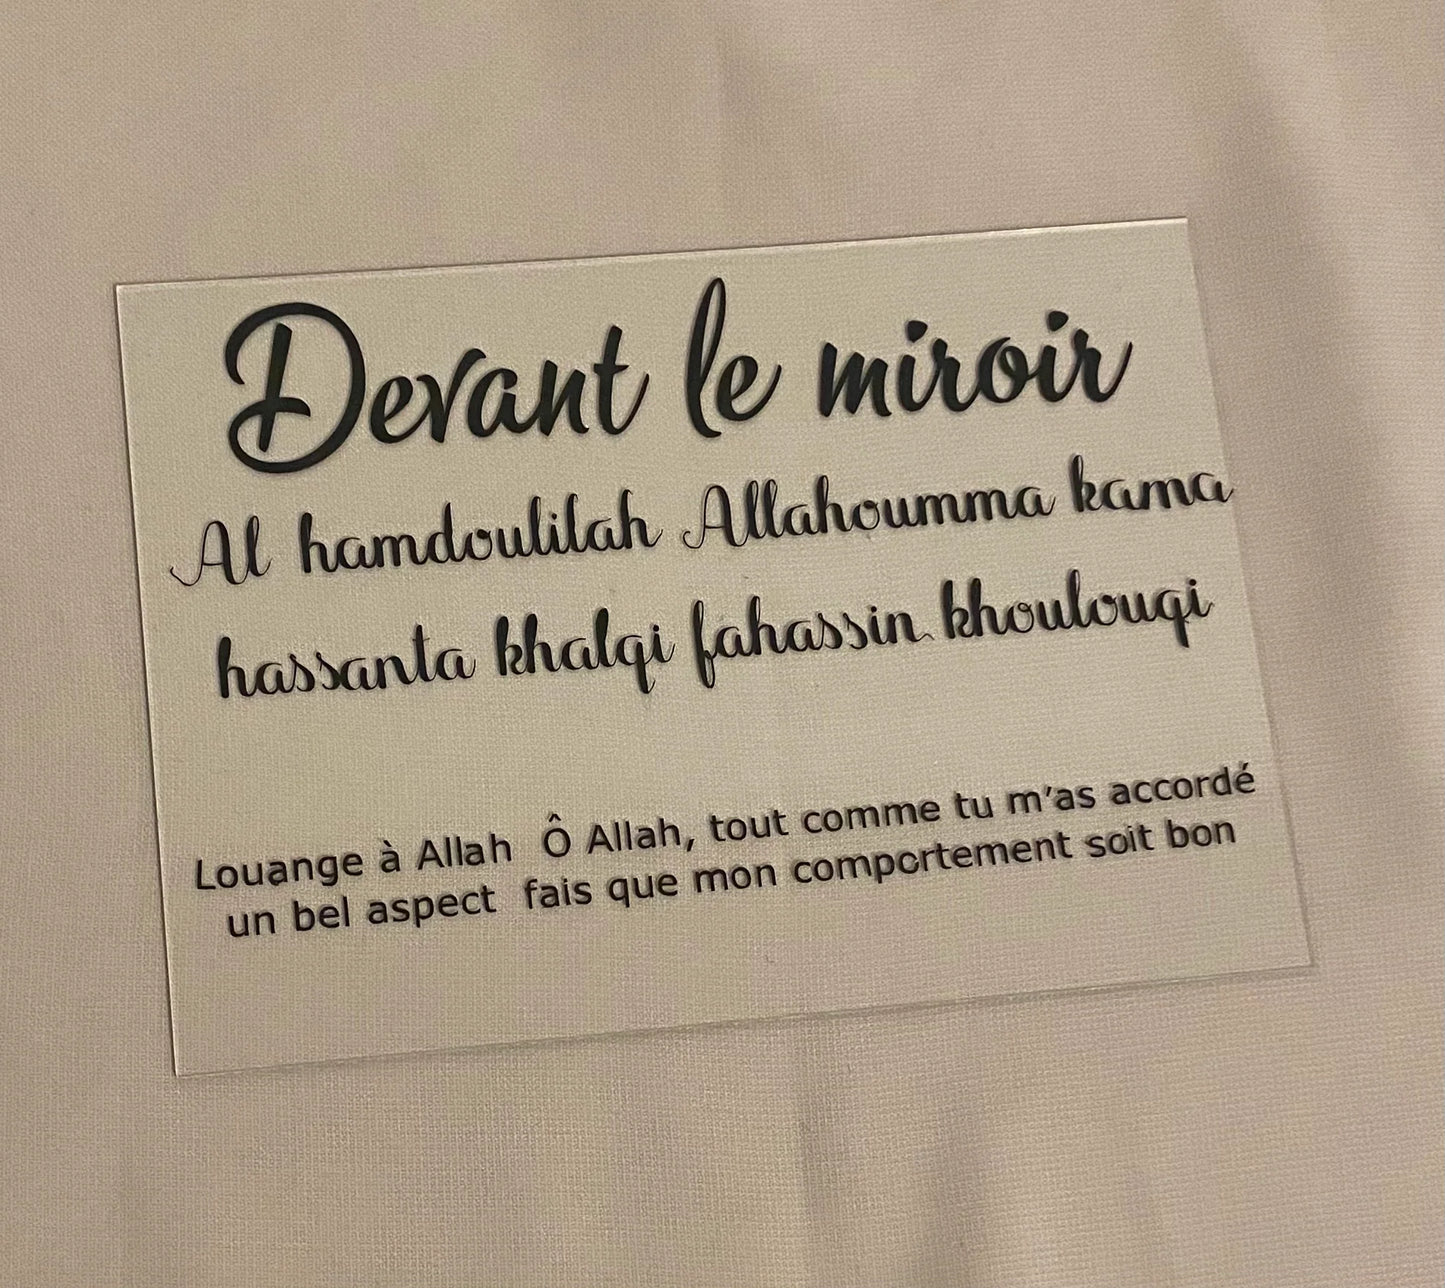 Devant le miroir
Al hamdoulilah Allahoumma kama
hassanta khalqi fahassin khoulouqi
Louange à Allah Ô Allah, tout comme tu m'as accordé
un bel aspect fais que mon comportement soit bon